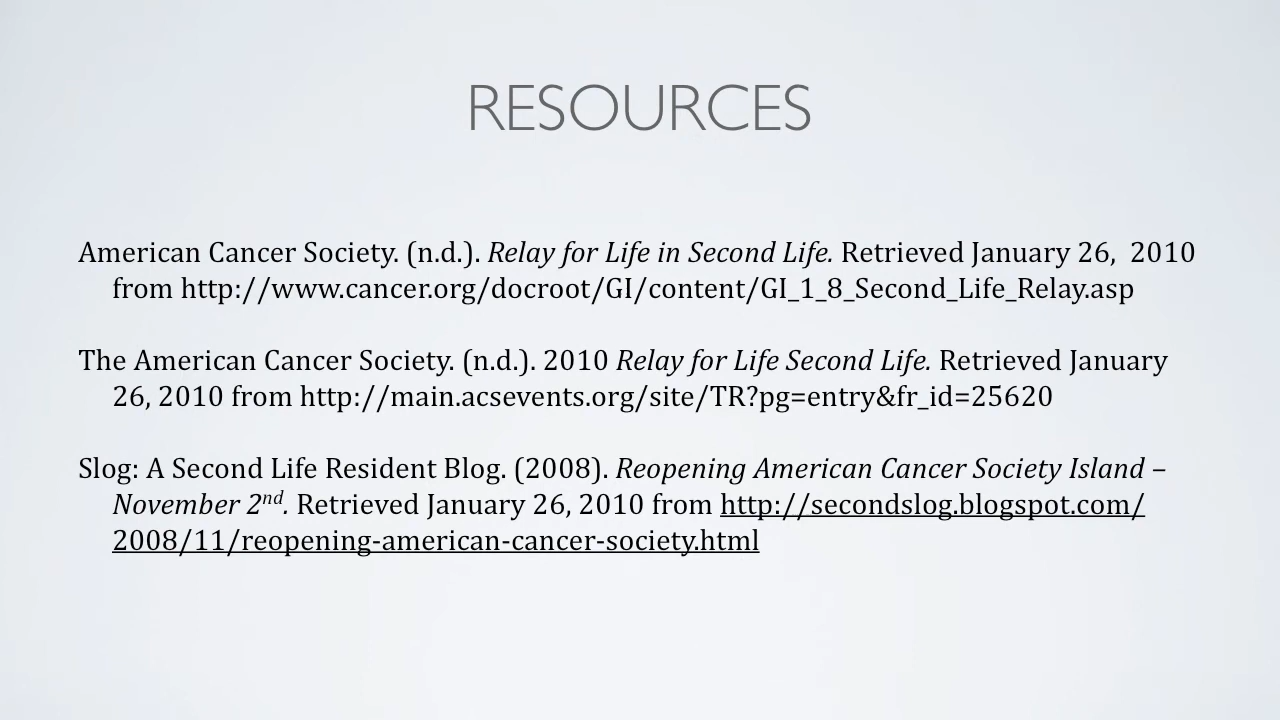 RESOURCES
American Cancer Society. (n.d.). Relay for Life in Second Life. Retrieved January 26,  2010
from http://www.cancer.org/docroot/GI/content/GI_1_8_Second_Life_Relay.asp
The American Cancer Society. (n.d.). 2010 Relay for Life Second Life. Retrieved January
26, 2010 from http://main.acsevents.org/site/TR?pg=entry&fr_id=25620
Slog: A Second Life Resident Blog. (2008). Reopening American Cancer Society Island –
November 2nd. Retrieved January 26, 2010 from http://secondslog.blogspot.com/
2008/11/reopening-american-cancer-society.html